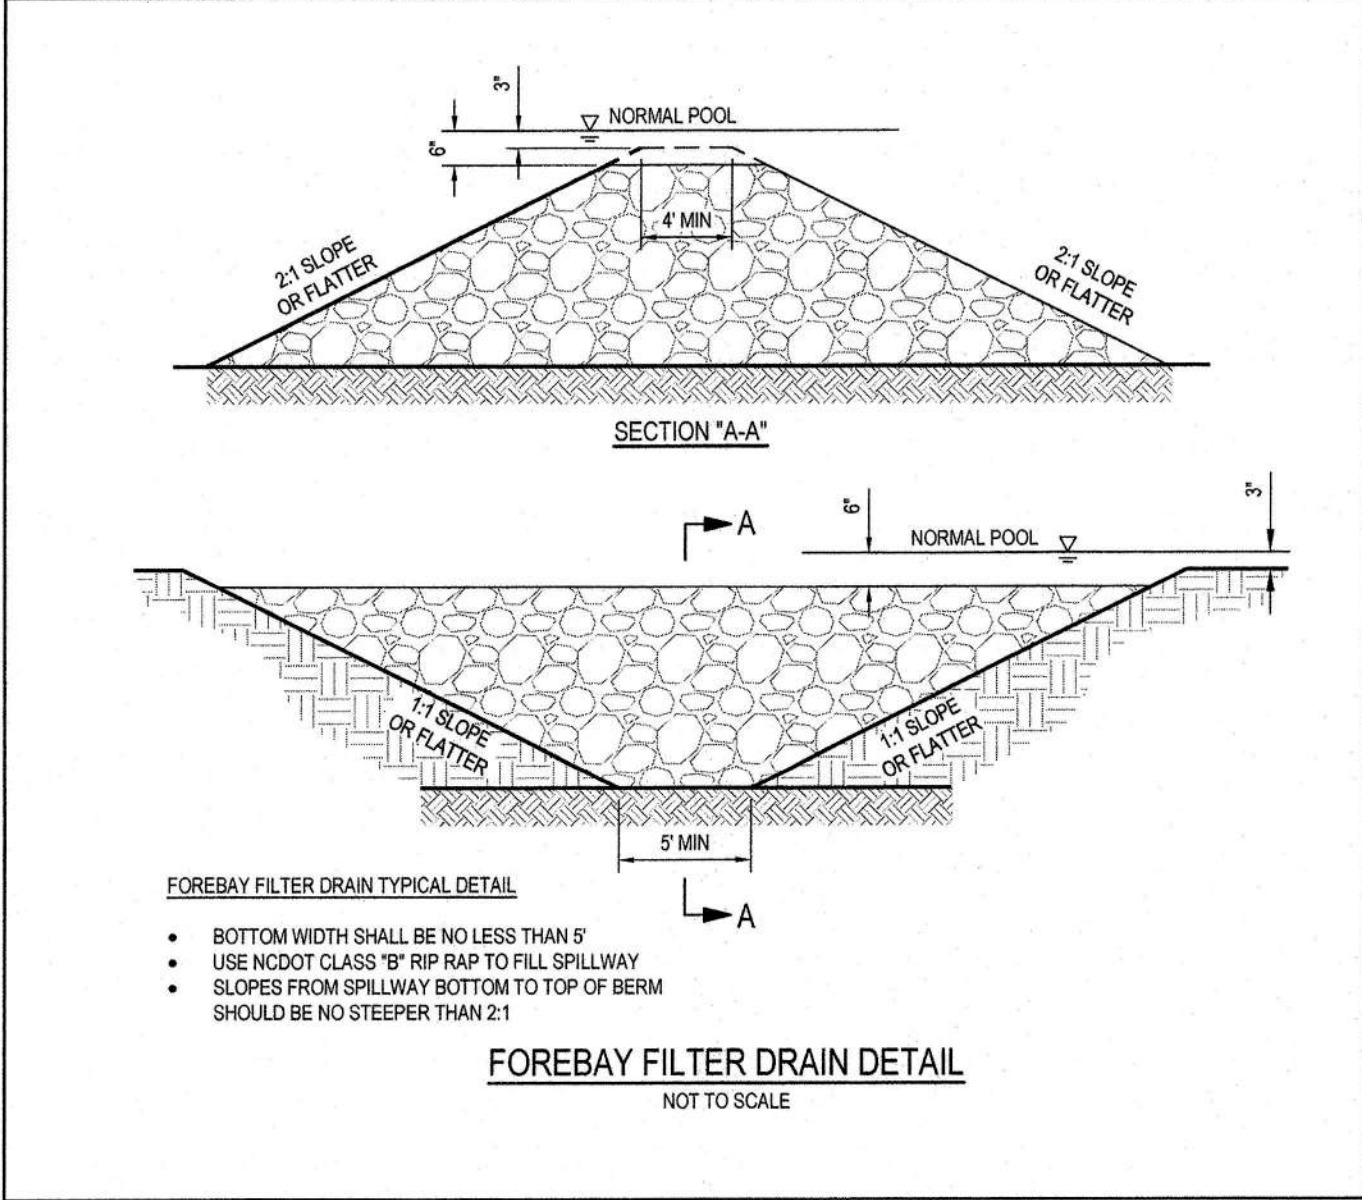 3"
NORMAL POOL
6"
4' MIN
2:1 SLOPE
OR FLATTER
2:1 SLOPE
OR FLATTER
SECTION "A-A"
A
6"
3"
NORMAL POOL
1:1 SLOPE
OR FLATTER
1:1 SLOPE
OR FLATTER
5' MIN
A
FOREBAY FILTER DRAIN TYPICAL DETAIL
• BOTTOM WIDTH SHALL BE NO LESS THAN 5'
• USE NCDOT CLASS "B" RIP RAP TO FILL SPILLWAY
• SLOPES FROM SPILLWAY BOTTOM TO TOP OF BERM
SHOULD BE NO STEEPER THAN 2:1
FOREBAY FILTER DRAIN DETAIL
NOT TO SCALE